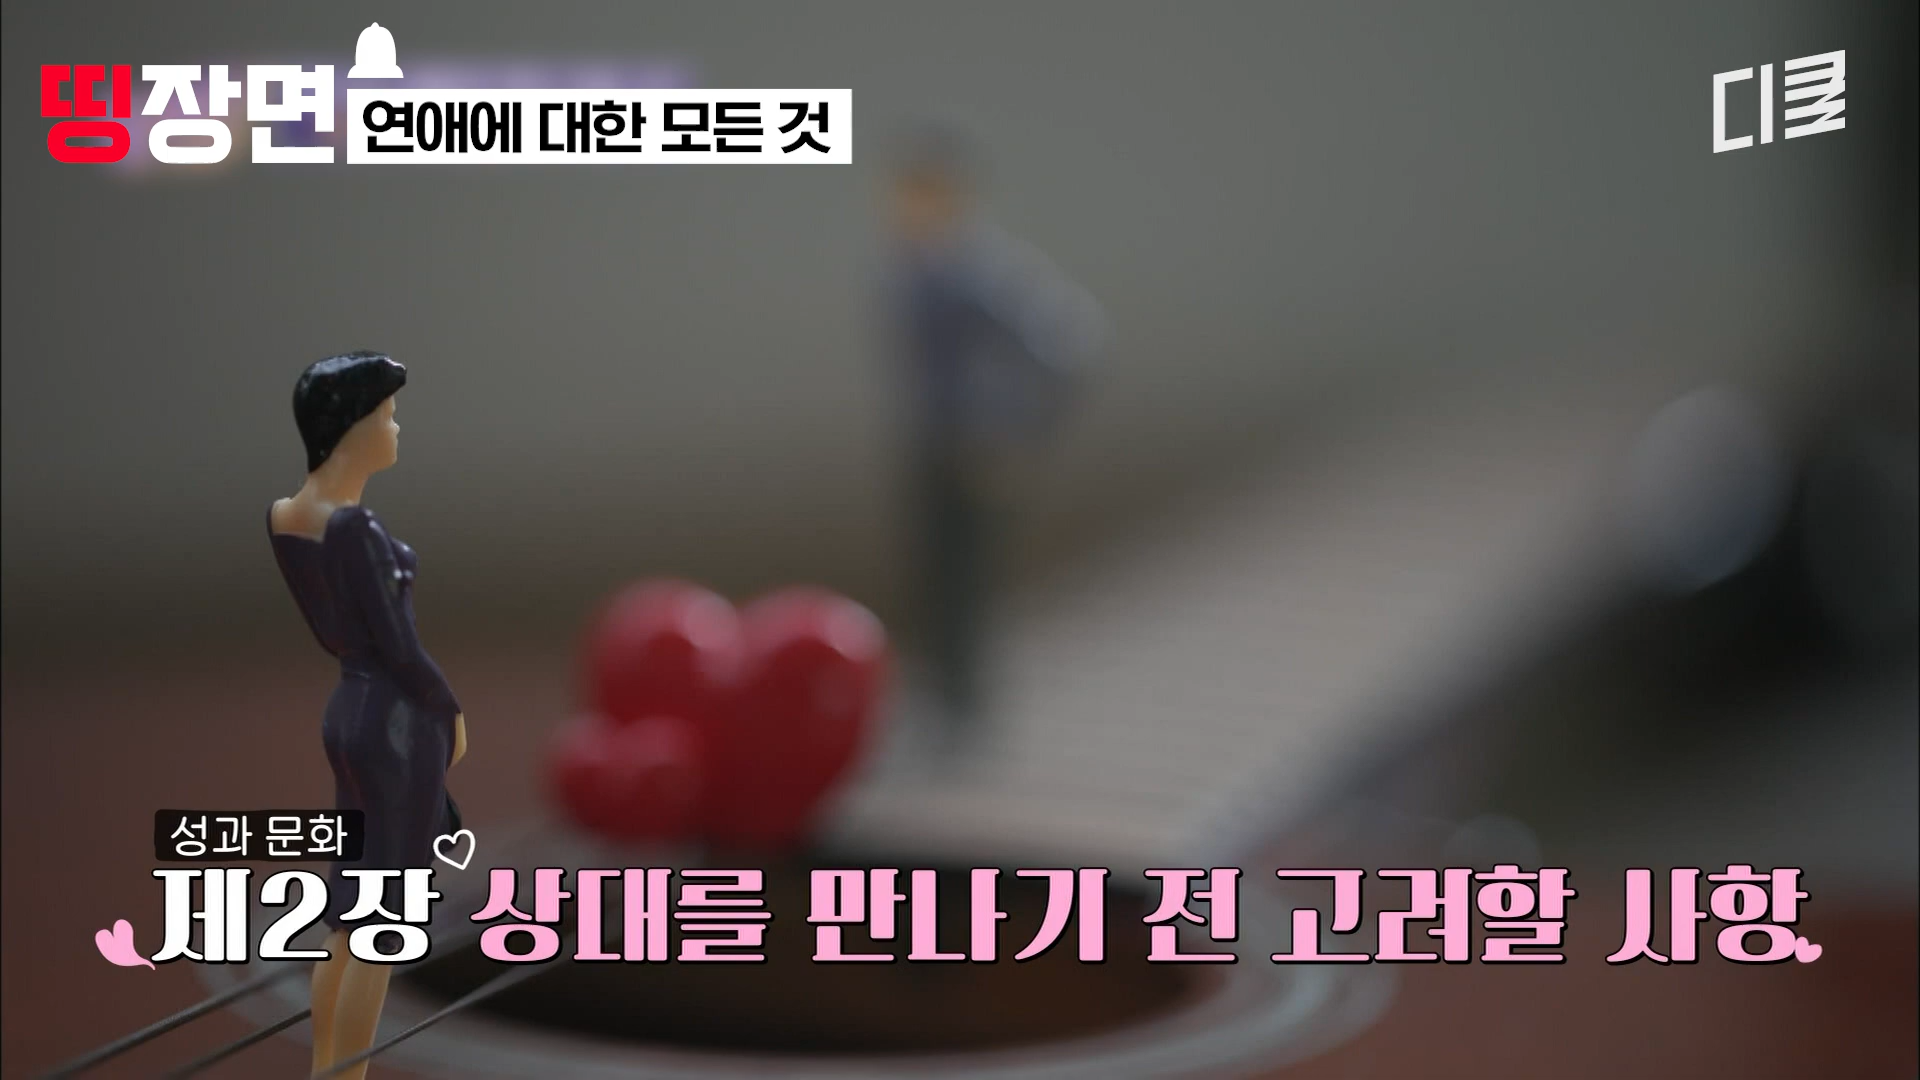 띵장면
연애에 대한 모든 것
디글
성과 문화
제2장 상대를 만나기 전 고려할 사항